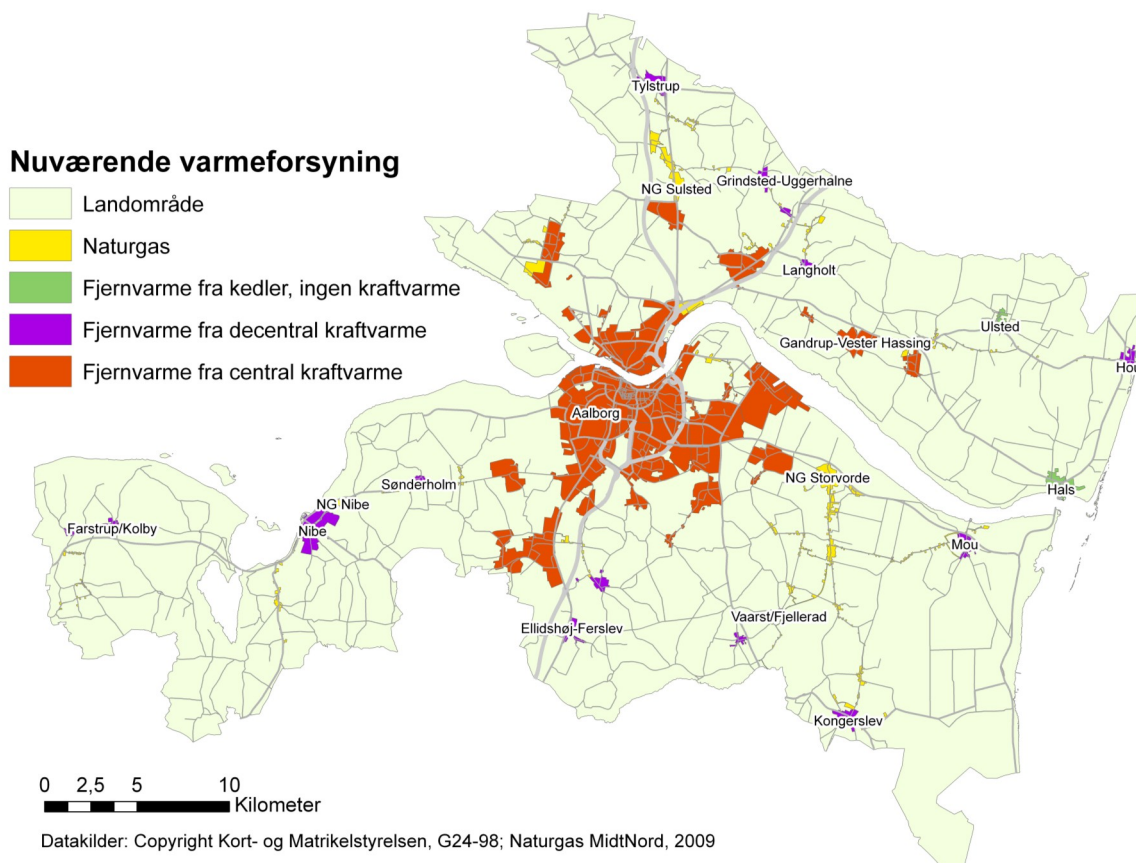 Nuværende varmeforsyning
Landområde
Naturgas
Fjernvarme fra kedler, ingen kraftvarme
Fjernvarme fra decentral kraftvarme
Fjernvarme fra central kraftvarme
Tylstrup
NG Sulsted
Grindsted-Uggerhalne
Langholt
Ulsted
Gandrup-Vester Hassing
Hou
Aalborg
NG Storvorde
Hals
Sønderholm
NG Nibe
Nibe
Farstrup/Kolby
Mou
Vaarst/Fjellerad
Ellidshøj-Ferslev
Kongerslev
0 2,5 5 10
Kilometer
Datakilder: Copyright Kort- og Matrikelstyrelsen, G24-98; Naturgas MidtNord, 2009